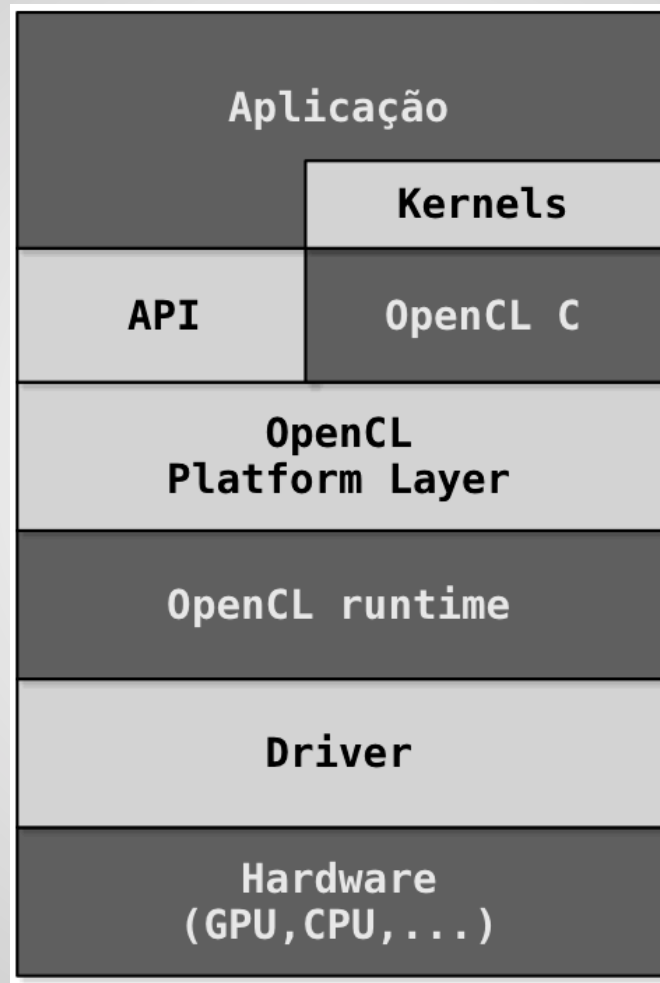 Aplicação
Kernels
API
OpenCL C
OpenCL
Platform Layer
OpenCL runtime
Driver
Hardware
(GPU,CPU,...)